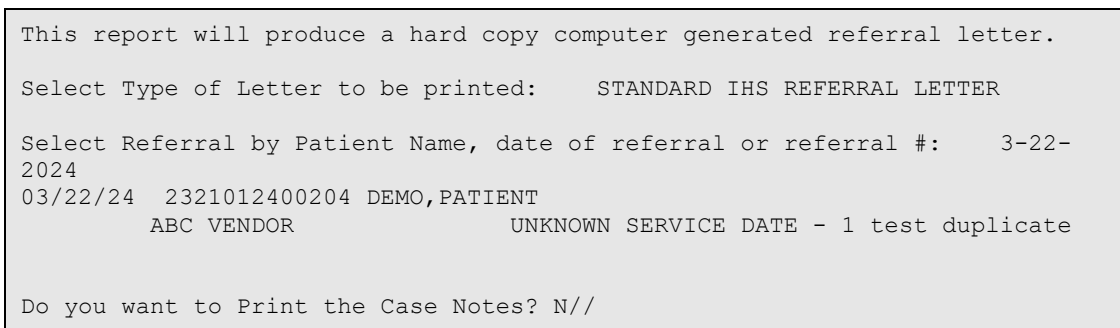 This report will produce a hard copy computer generated referral letter.
Select Type of Letter to be printed:    STANDARD IHS REFERRAL LETTER
Select Referral by Patient Name, date of referral or referral #:    3-22-
2024
03/22/24  2321012400204 DEMO,PATIENT
        ABC VENDOR                 UNKNOWN SERVICE DATE - 1 test duplicate
Do you want to Print the Case Notes? N//